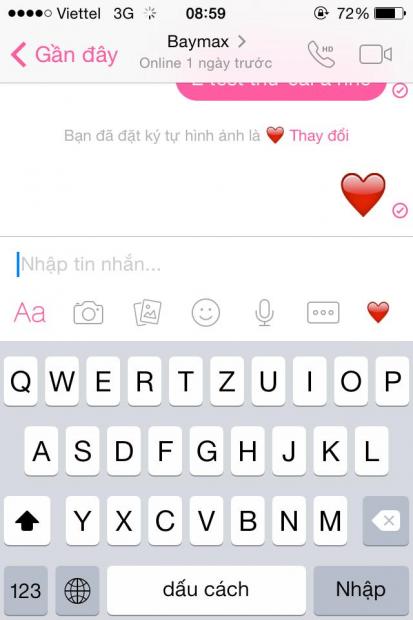 Viettel 3G 08:59 72%
Gần đây Baymax HD
Online 1 ngày trước
Bạn đã đặt ký tự hình ảnh là ❤️ Thay đổi
Nhập tin nhắn...
Aa
Q W E R T Z U I O P
A S D F G H J K L
Y X C V B N M
123 dấu cách Nhập